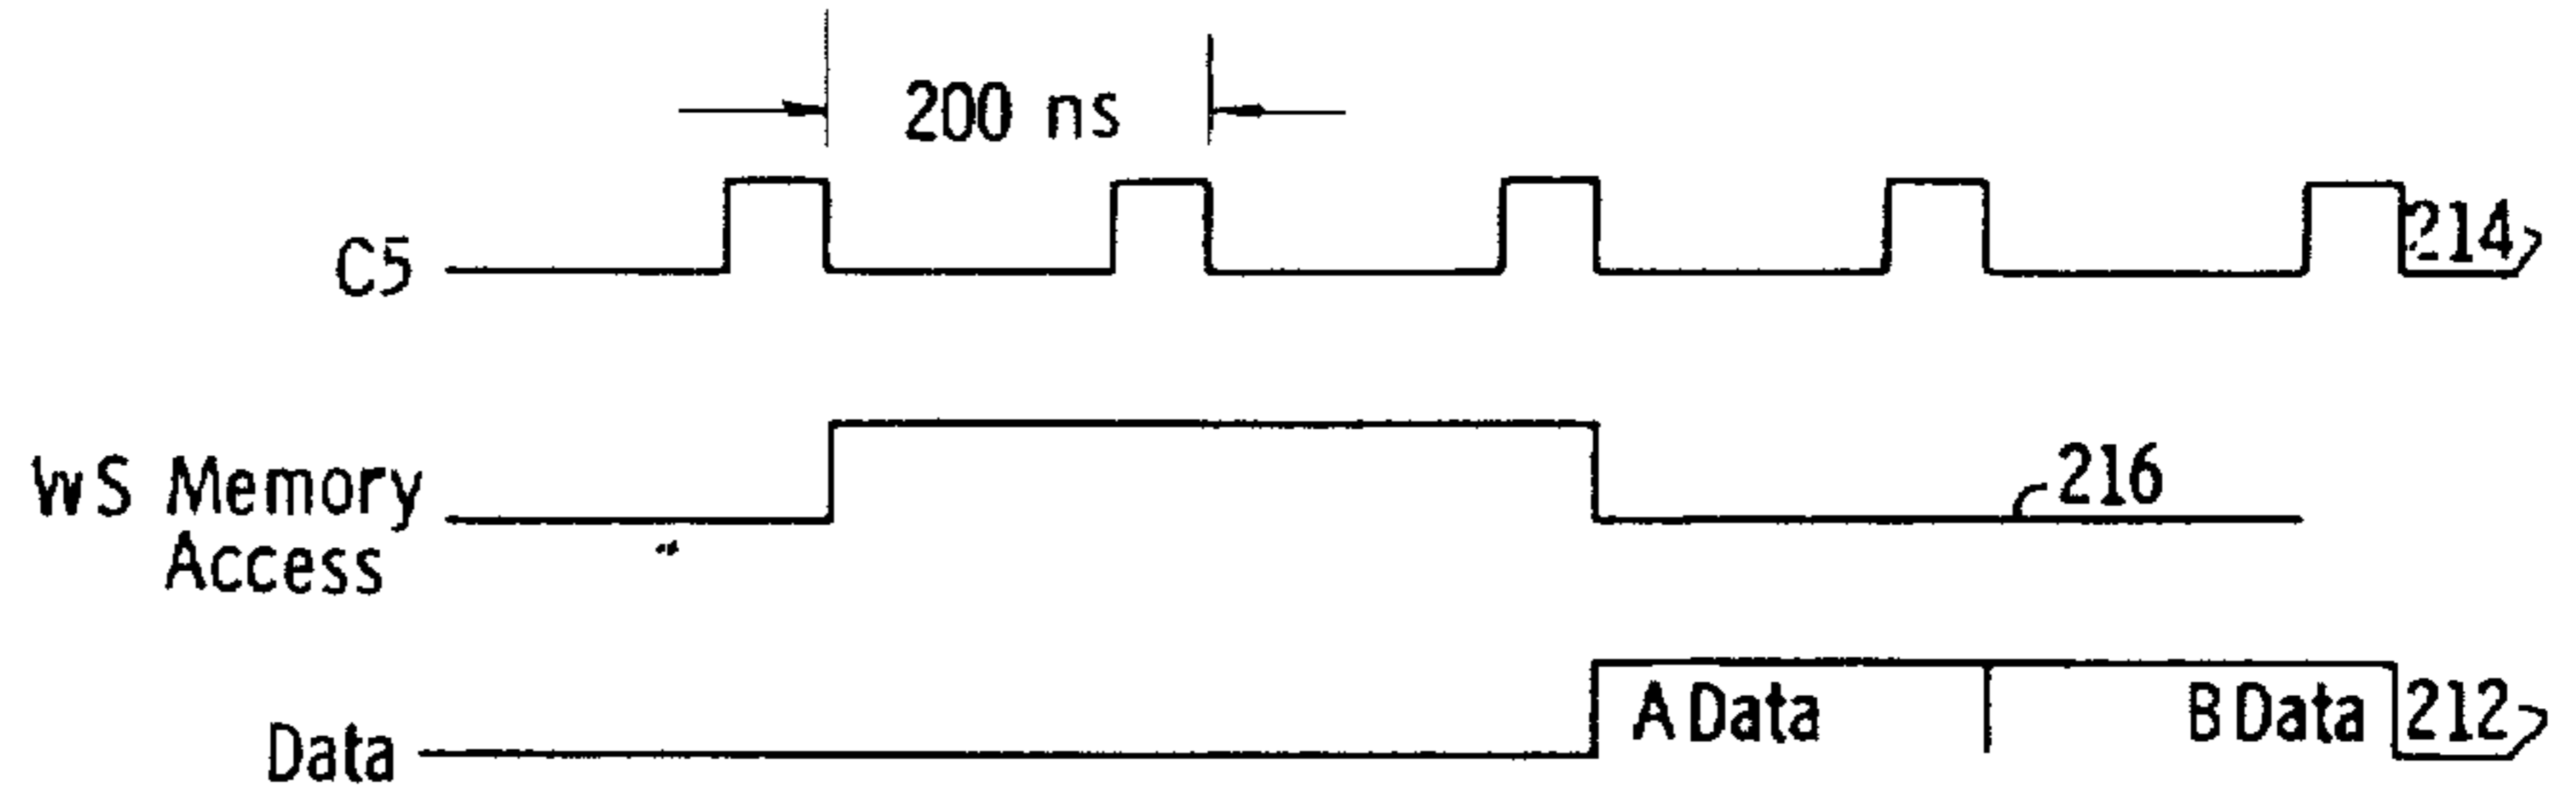 200 ns
C5
214
WS Memory
Access
216
Data
A Data
B Data
212